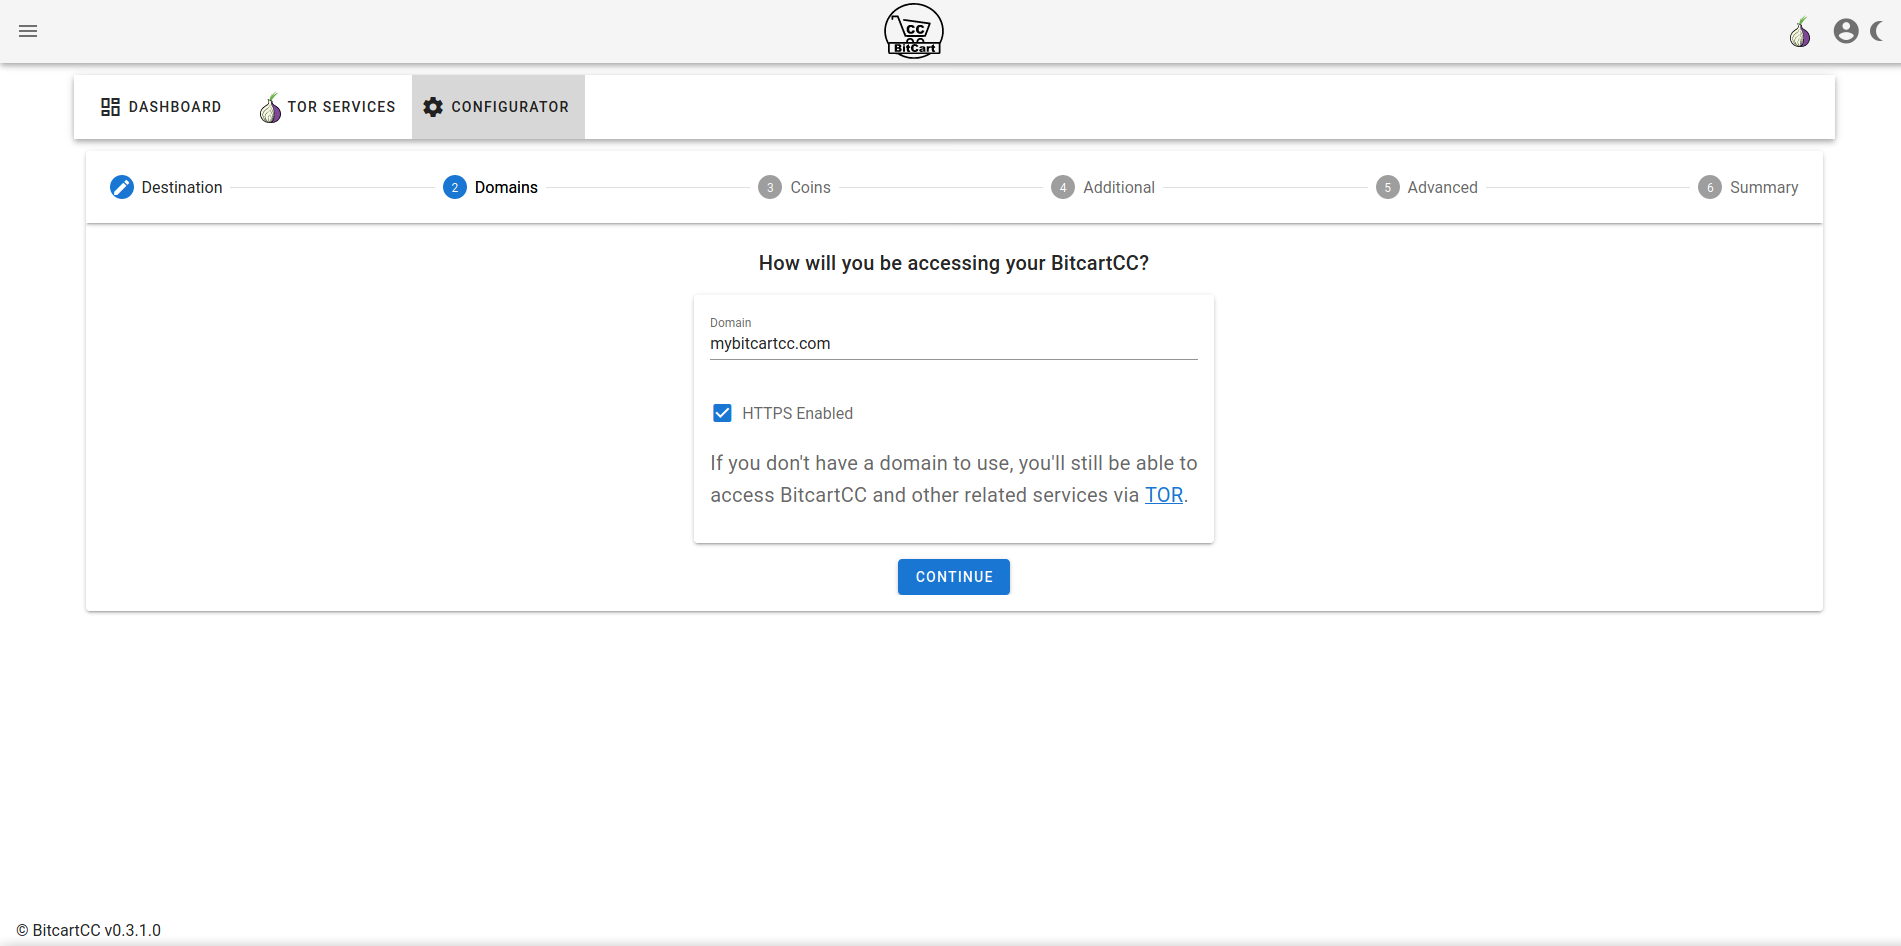 CC
BitCart
DASHBOARD
TOR SERVICES
CONFIGURATOR
Destination
2 Domains
3 Coins
4 Additional
5 Advanced
6 Summary
How will you be accessing your BitcartCC?
Domain
mybitcartcc.com
HTTPS Enabled
If you don't have a domain to use, you'll still be able to
access BitcartCC and other related services via TOR.
CONTINUE
© BitcartCC v0.3.1.0